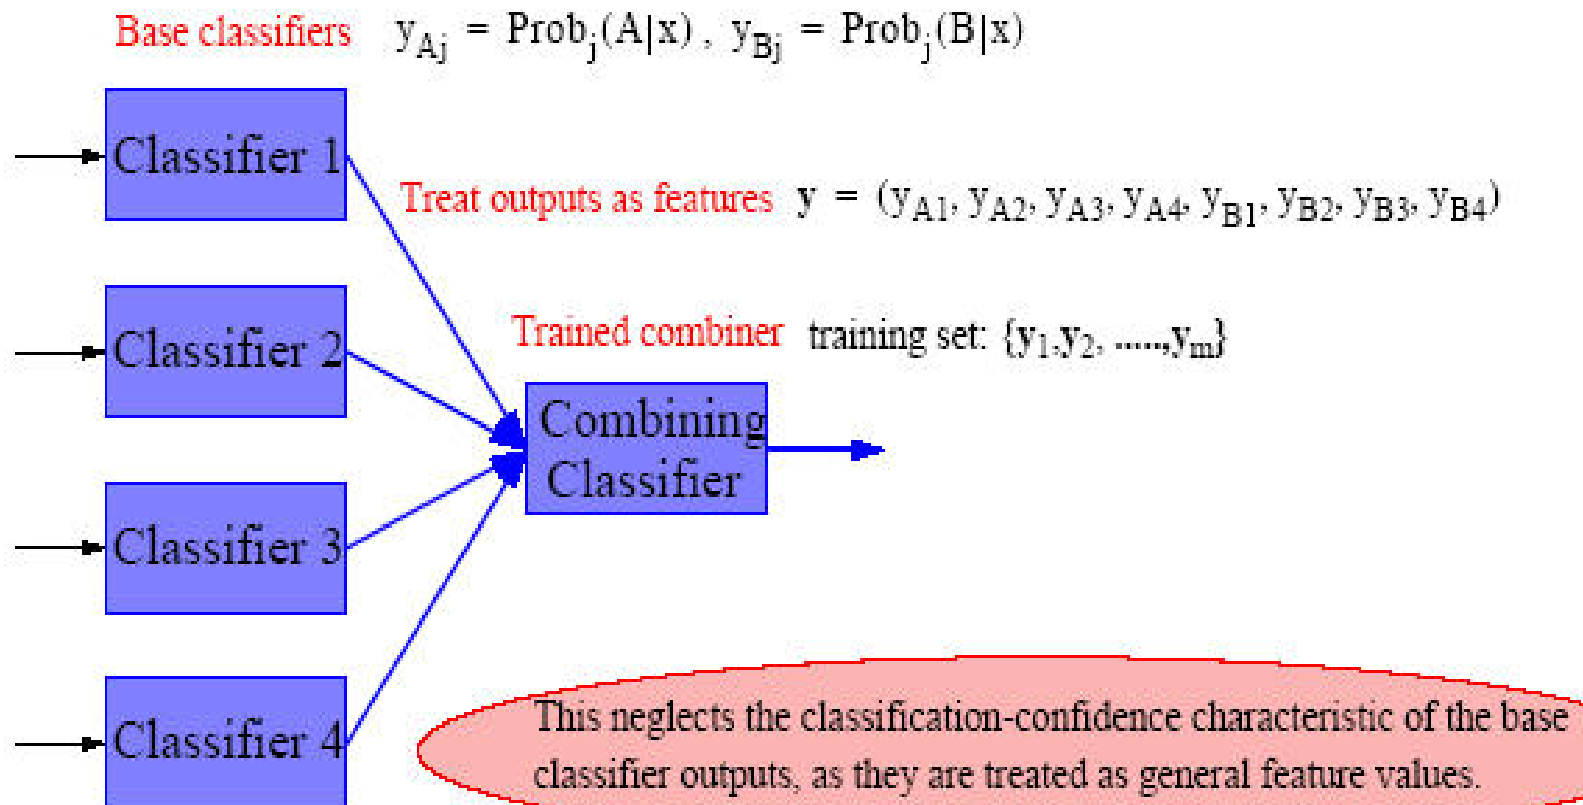 Base classifiers y_Aj = Prob_j(A|x) , y_Bj = Prob_j(B|x)
Classifier 1
Treat outputs as features y = (y_A1, y_A2, y_A3, y_A4, y_B1, y_B2, y_B3, y_B4)
Classifier 2
Trained combiner training set: {y_1,y_2, .....,y_m}
Combining
Classifier
Classifier 3
Classifier 4
This neglects the classification-confidence characteristic of the base
classifier outputs, as they are treated as general feature values.